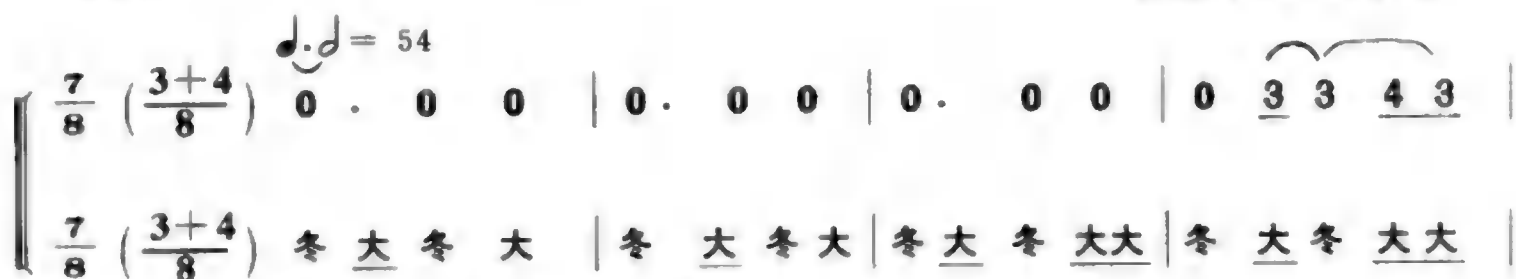 ♩.𝅗𝅥 = 54
7/8 (3+4/8) 0 . 0 0 | 0 . 0 0 | 0 . 0 0 | 0 3 3 4 3 |
7/8 (3+4/8) 冬 大 冬 大 | 冬 大 冬 大 | 冬 大 冬 大大 | 冬 大 冬 大 大 |